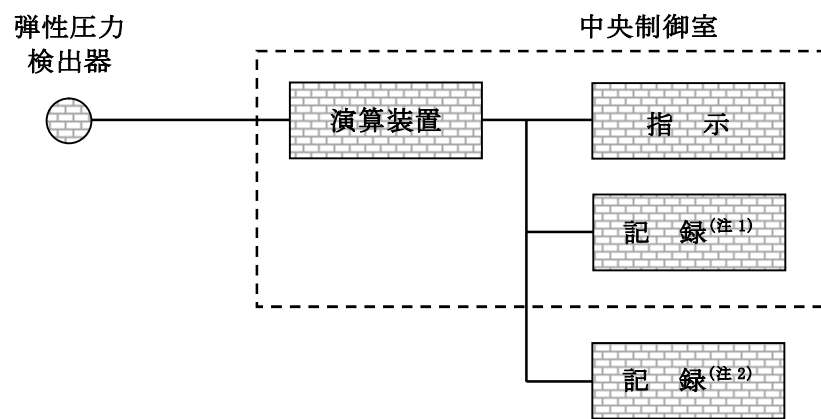 弾性圧力
検出器
中央制御室
演算装置
指　示
記　録(注1)
記　録(注2)